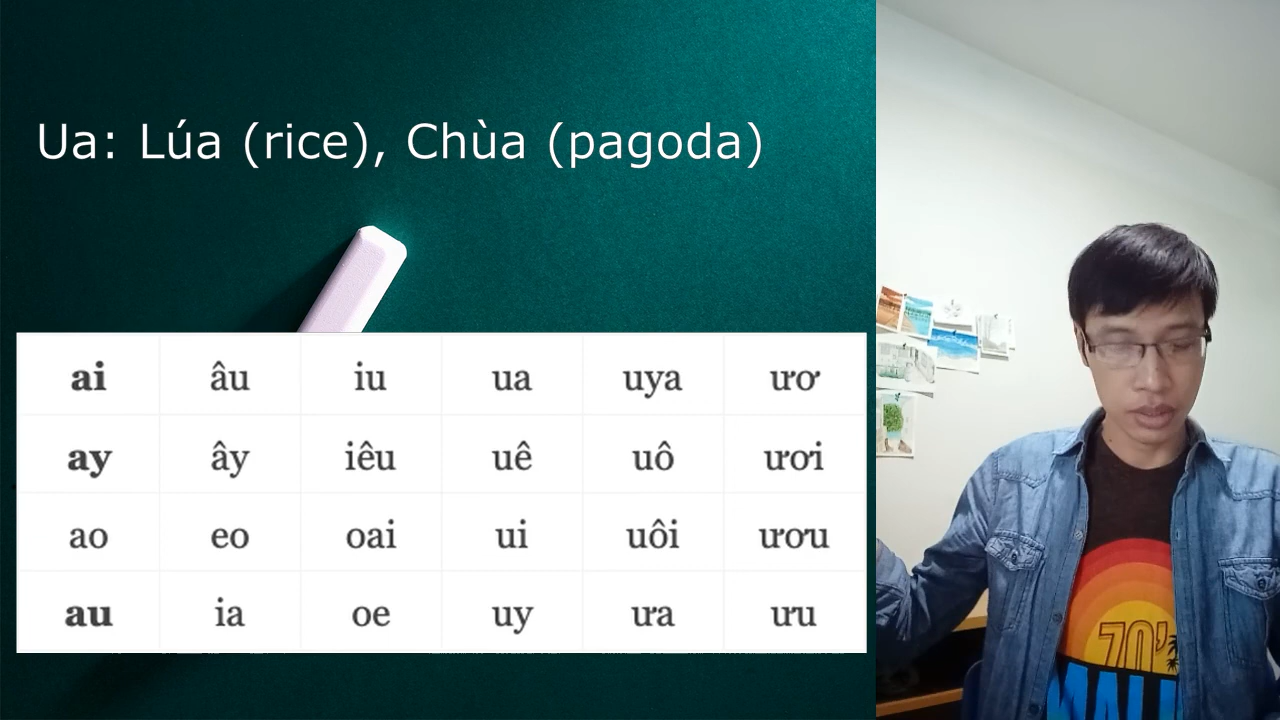 Ua: Lúa (rice), Chùa (pagoda)
ai âu iu ua uya ươ
ay ây iêu uê uô ươi
ao eo oai ui uôi ươu
au ia oe uy ưa ưu
70'